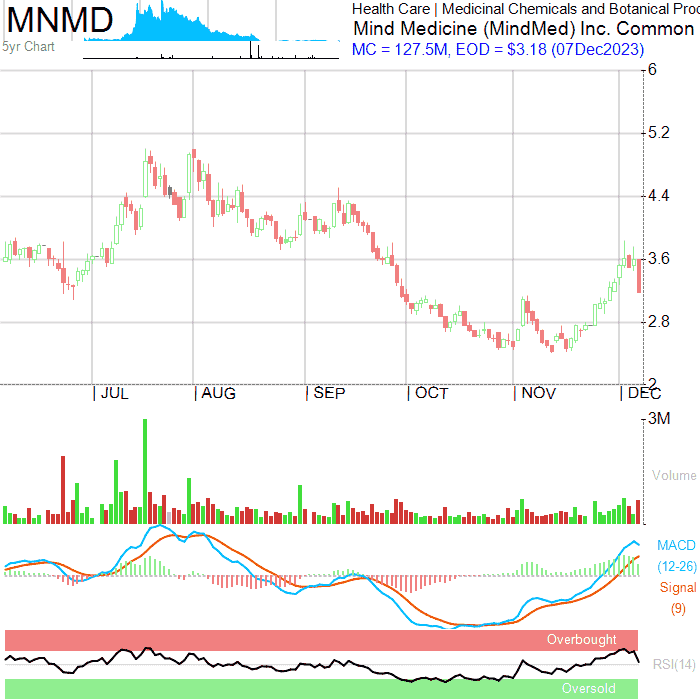 MNMD
5yr Chart
Health Care | Medicinal Chemicals and Botanical Proc
Mind Medicine (MindMed) Inc. Common
MC = 127.5M, EOD = $3.18 (07Dec2023)
6
5.2
4.4
3.6
2.8
2
JUL AUG SEP OCT NOV DEC
3M
Volume
MACD
(12-26)
Signal
(9)
Overbought
RSI(14)
Oversold